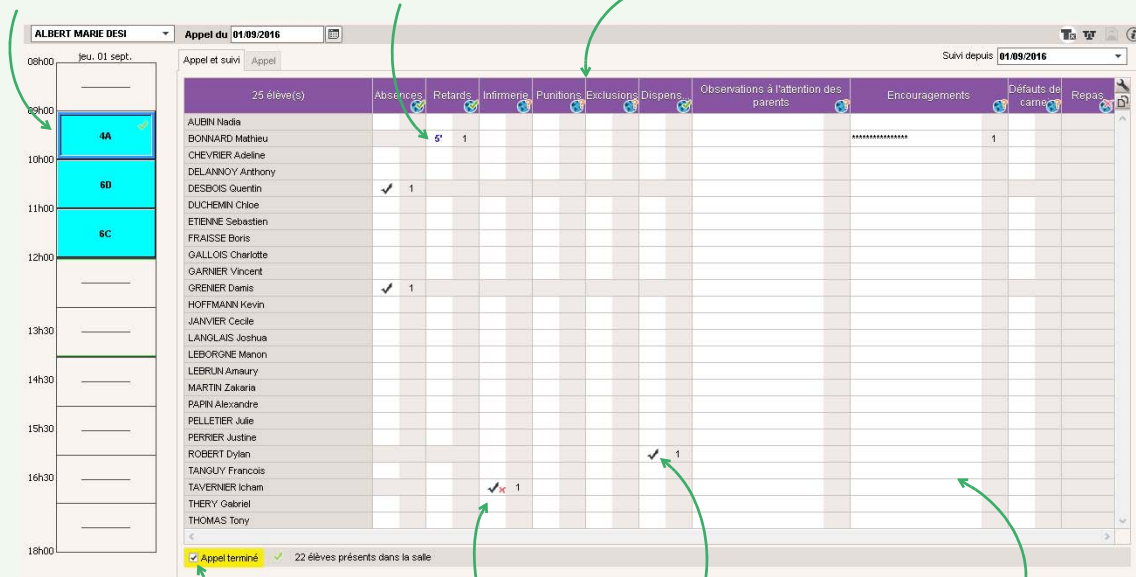 ALBERT MARIE DESI
Appel du 01/09/2016
jeu. 01 sept.
Appel et suivi Appel
Suivi depuis 01/09/2016
08h00
09h00
10h00
11h00
12h00
13h30
14h30
15h30
16h30
18h00
4A
6D
6C
25 élève(s) Absences Retards Infirmerie Punitions Exclusions Dispens. Observations à l'attention des parents Encouragements Défauts de carne Repas
AUBIN Nadia
BONNARD Mathieu 5' 1 *************** 1
CHEVRIER Adeline
DELANNOY Anthony
DESBOIS Quentin 1
DUCHEMIN Chloe
ETIENNE Sebastien
FRAISSE Boris
GALLOIS Charlotte
GARNIER Vincent
GRENIER Damis 1
HOFFMANN Kevin
JANVIER Cecile
LANGLAIS Joshua
LEBORGNE Manon
LEBRUN Amaury
MARTIN Zakaria
PAPIN Alexandre
PELLETIER Julie
PERRIER Justine
ROBERT Dylan 1
TANGUY Francois
TAVERNIER Icham 1
THERY Gabriel
THOMAS Tony
Appel terminé 22 élèves présents dans la salle